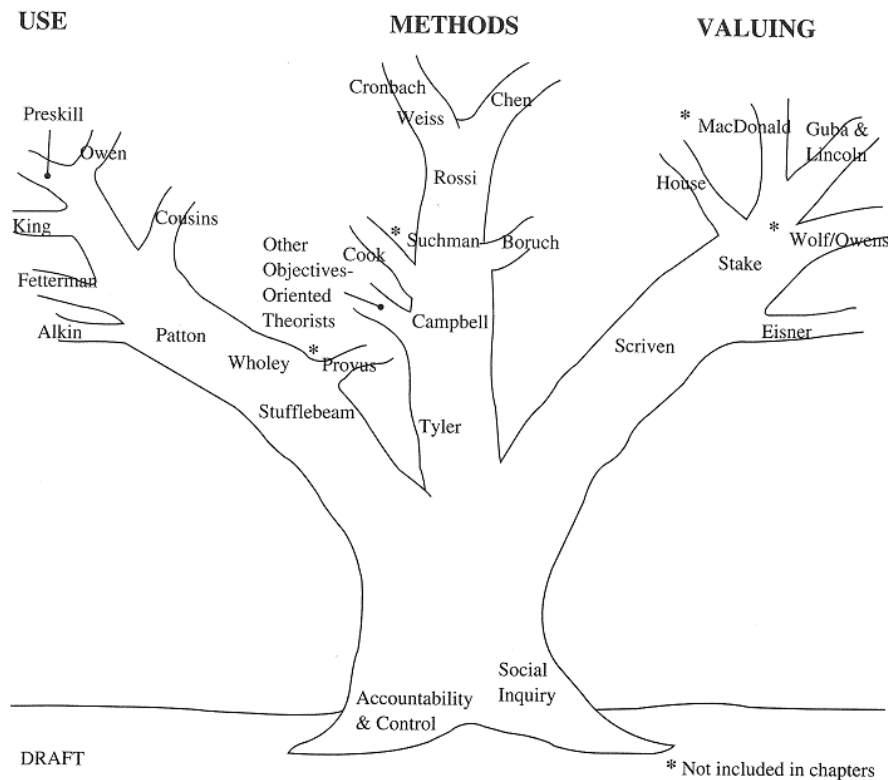 USE
METHODS
VALUING
Preskill
Owen
King
Cousins
Fetterman
Alkin
Patton
Wholey
* Provus
Stufflebeam
Cronbach
Weiss
Chen
Rossi
* Suchman
Boruch
Cook
Other
Objectives-
Oriented
Theorists
Campbell
Tyler
* MacDonald
Guba &
Lincoln
House
* Wolf/Owens
Stake
Eisner
Scriven
Social
Inquiry
Accountability
& Control
DRAFT
* Not included in chapters